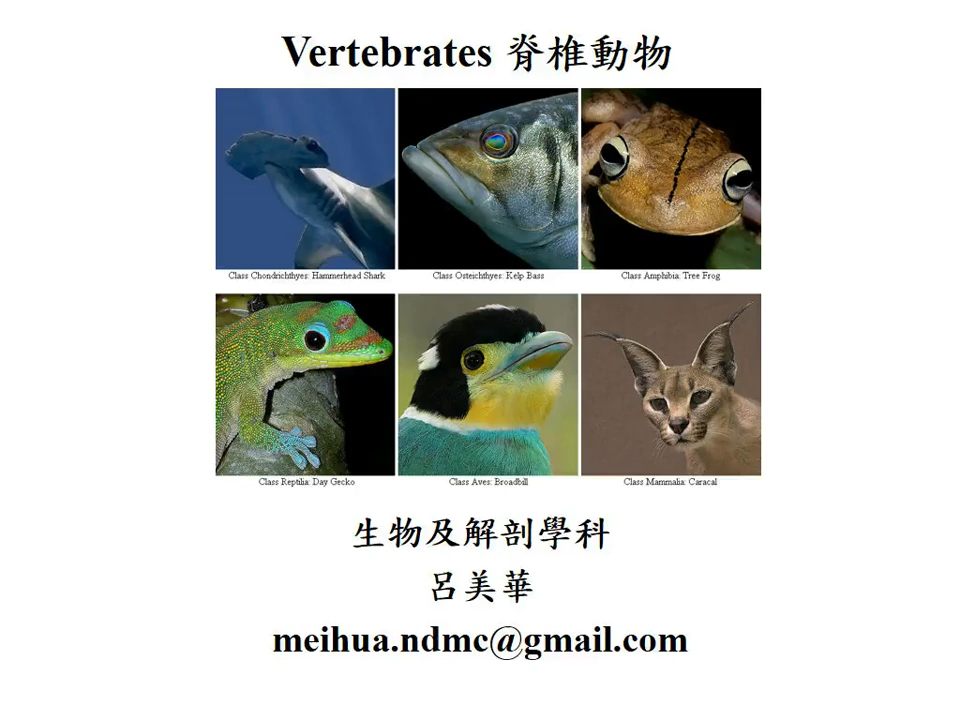 Vertebrates 脊椎動物
Class Chondrichthyes: Hammerhead Shark
Class Osteichthyes: Kelp Bass
Class Amphibia: Tree Frog
Class Reptilia: Day Gecko
Class Aves: Broadbill
Class Mammalia: Caracal
生物及解剖學科
呂美華
meihua.ndmc@gmail.com